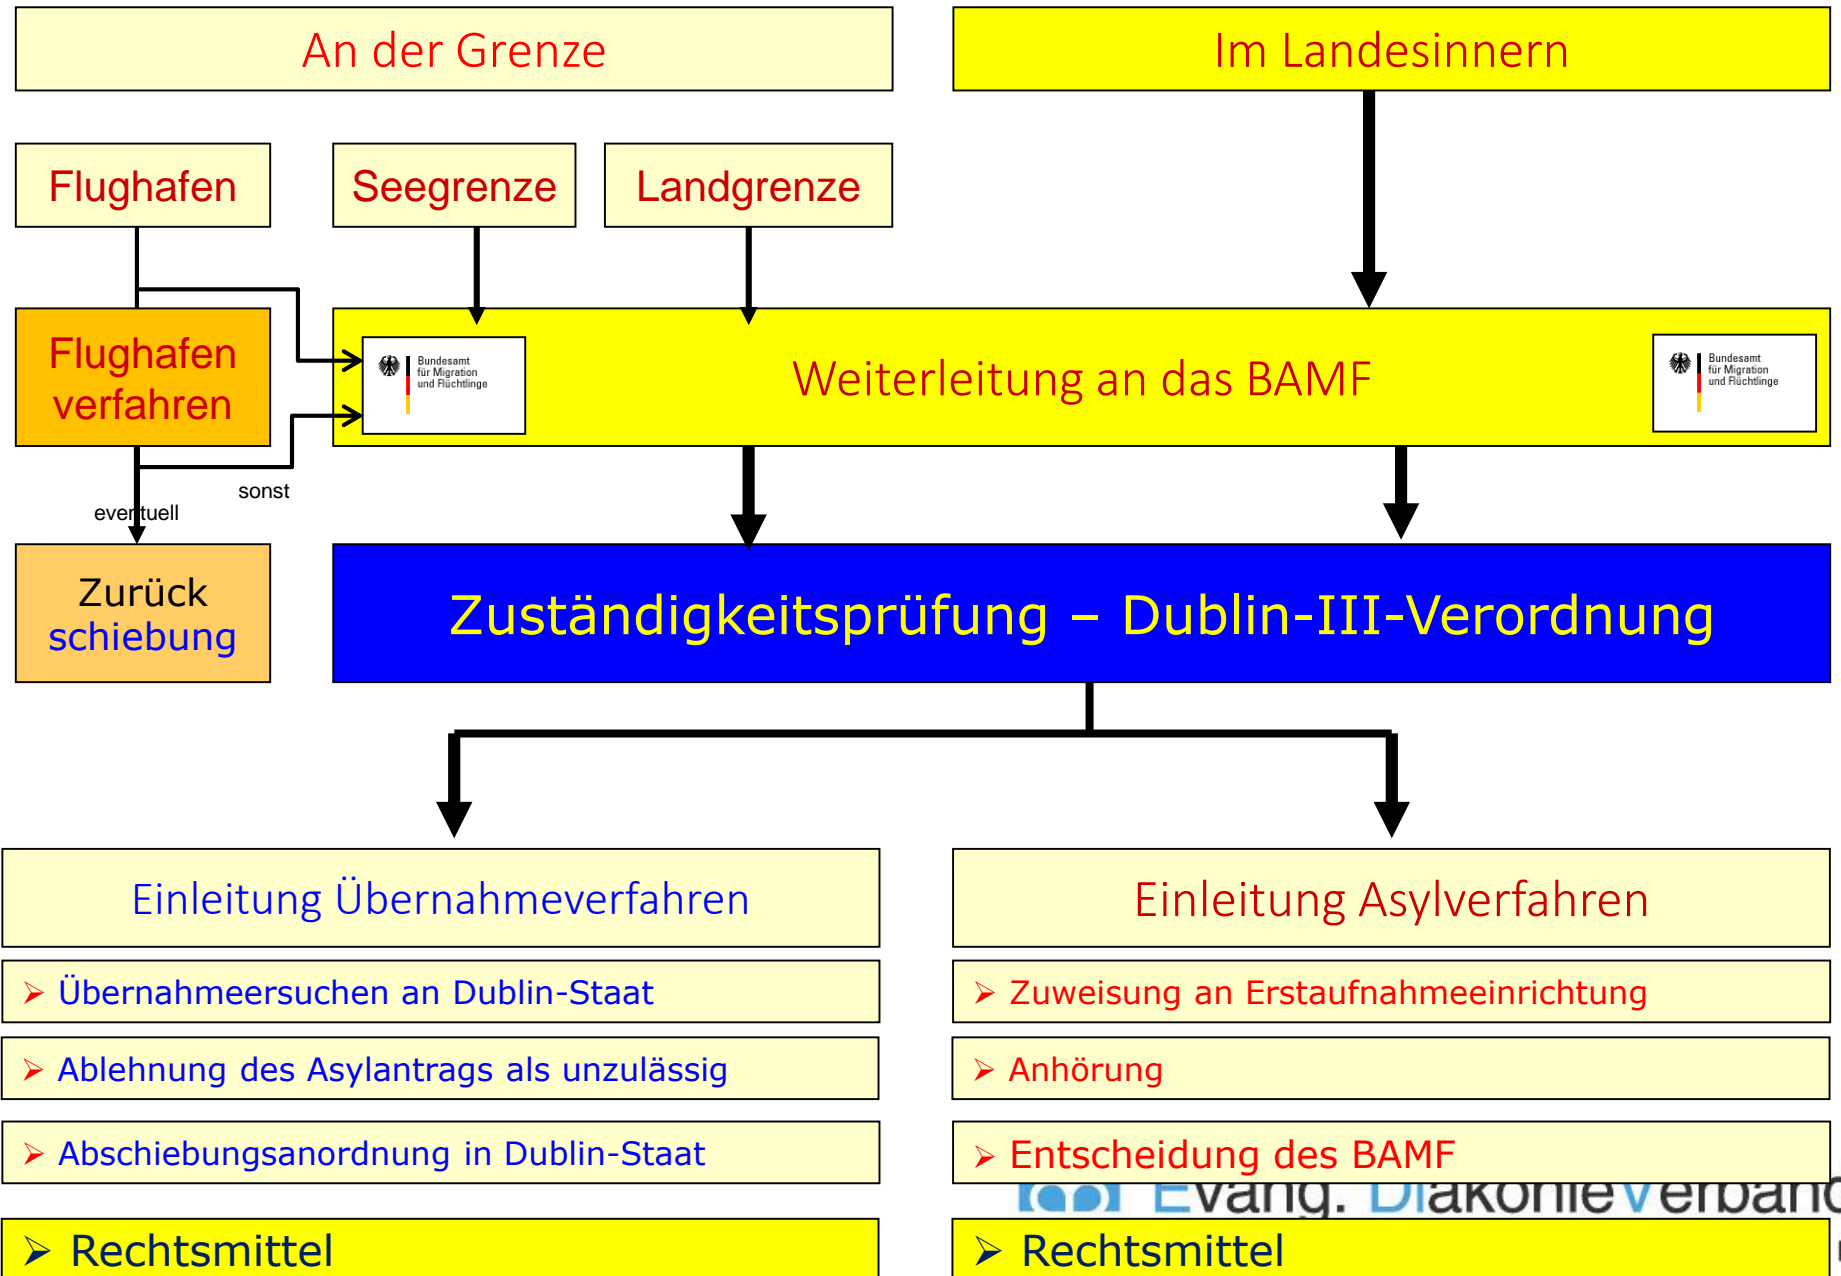 An der Grenze
Im Landesinnern
Flughafen
Seegrenze
Landgrenze
Flughafen
verfahren
Bundesamt
für Migration
und Flüchtlinge
Weiterleitung an das BAMF
Bundesamt
für Migration
und Flüchtlinge
sonst
eventuell
Zurück
schiebung
Zuständigkeitsprüfung – Dublin-III-Verordnung
Einleitung Übernahmeverfahren
Einleitung Asylverfahren
➢ Übernahmeersuchen an Dublin-Staat
➢ Zuweisung an Erstaufnahmeeinrichtung
➢ Ablehnung des Asylantrags als unzulässig
➢ Anhörung
➢ Abschiebungsanordnung in Dublin-Staat
➢ Entscheidung des BAMF
Evang. DiakonieVerband
➢ Rechtsmittel
➢ Rechtsmittel